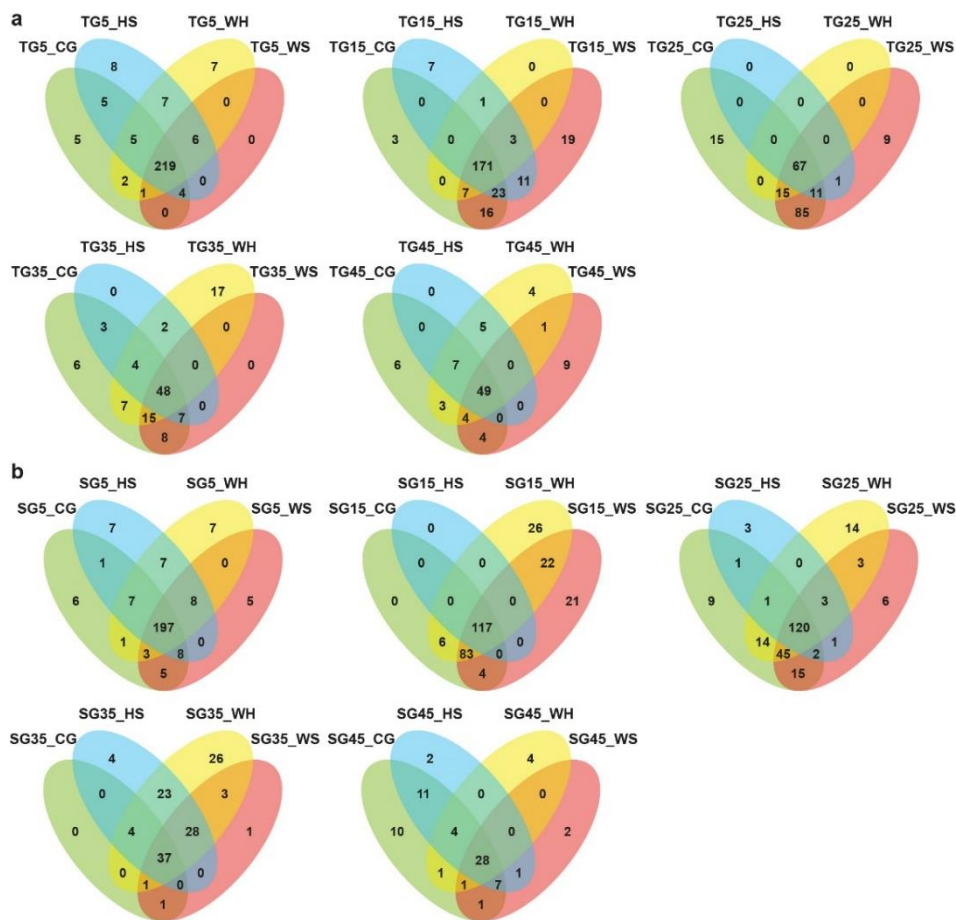 a
TG5_HS TG5_WH TG15_HS TG15_WH TG25_HS TG25_WH
TG5_CG TG5_WS TG15_CG TG15_WS TG25_CG TG25_WS
8 7 7 0 0 0
5 7 0 0 1 0 0 0 0
5 5 6 0 3 0 3 19 15 0 0 9
219 171 67
2 0 0 11 0 1
1 4 7 23 15 11
0 16 85
TG35_HS TG35_WH TG45_HS TG45_WH
TG35_CG TG35_WS TG45_CG TG45_WS
0 17 0 4
3 2 0 0 5 1
6 4 0 0 6 7 0 9
48 49
7 0 3 0
15 7 4 0
8 4
b
SG5_HS SG5_WH SG15_HS SG15_WH SG25_HS SG25_WH
SG5_CG SG5_WS SG15_CG SG15_WS SG25_CG SG25_WS
7 7 0 26 3 14
1 7 0 0 0 22 1 0 3
6 7 8 5 0 0 0 21 9 1 3 6
197 117 120
1 0 6 0 14 1
3 8 83 0 45 2
5 4 15
SG35_HS SG35_WH SG45_HS SG45_WH
SG35_CG SG35_WS SG45_CG SG45_WS
4 26 2 4
0 23 3 11 0 0
0 4 28 1 10 4 0 2
37 28
0 0 1 1
1 0 1 7
1 1